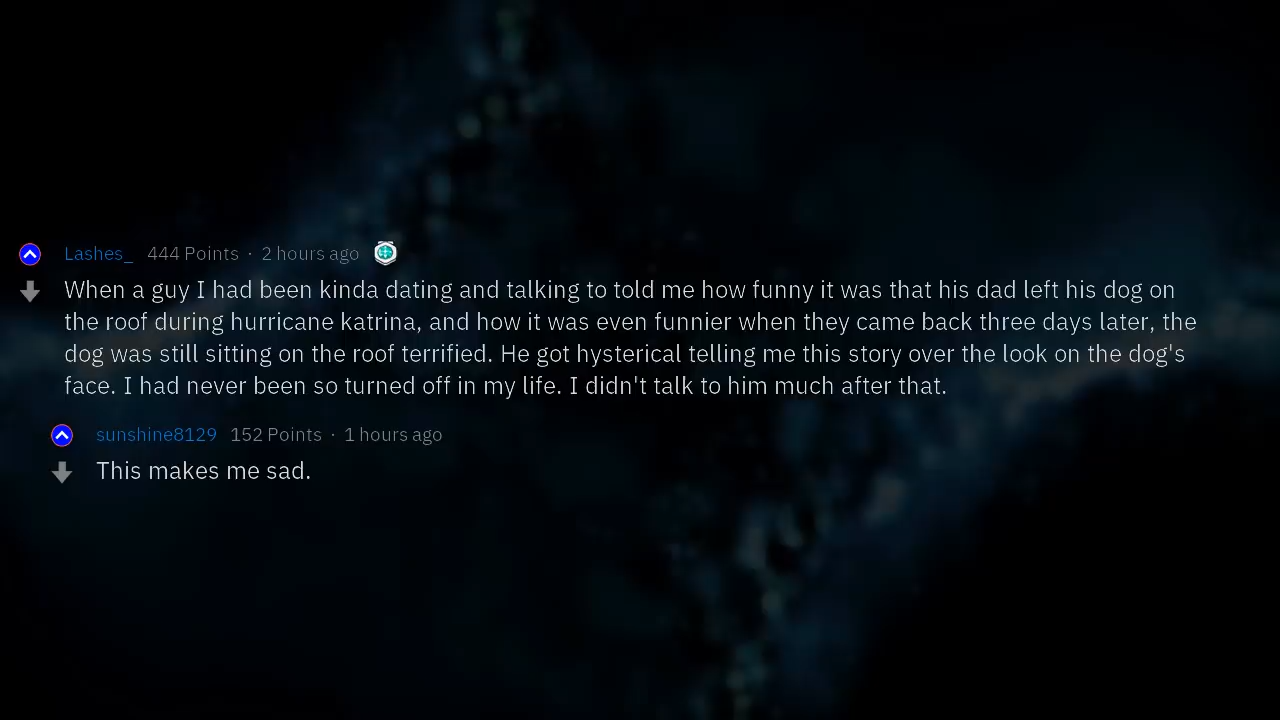 Lashes_ 444 Points · 2 hours ago
When a guy I had been kinda dating and talking to told me how funny it was that his dad left his dog on
the roof during hurricane katrina, and how it was even funnier when they came back three days later, the
dog was still sitting on the roof terrified. He got hysterical telling me this story over the look on the dog's
face. I had never been so turned off in my life. I didn't talk to him much after that.
sunshine8129 152 Points · 1 hours ago
This makes me sad.